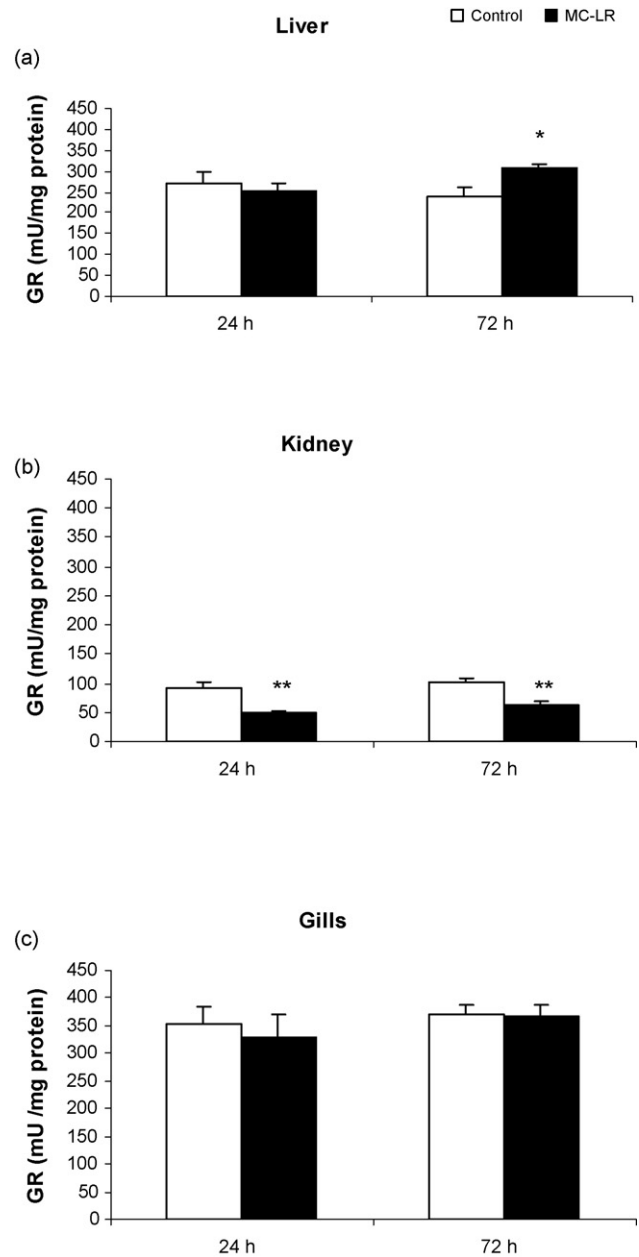 Liver
□ Control ■ MC-LR
(a)
GR (mU/mg protein)
450
400
350
300
250
200
150
100
50
0
*
24 h 72 h
Kidney
(b)
GR (mU/mg protein)
450
400
350
300
250
200
150
100
50
0
** **
24 h 72 h
Gills
(c)
GR (mU /mg protein)
450
400
350
300
250
200
150
100
50
0
24 h 72 h